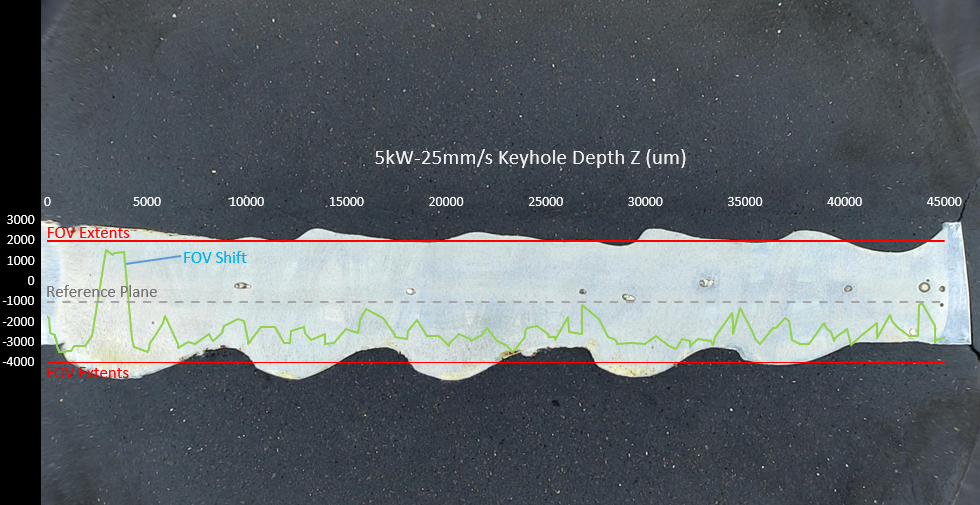 5kW-25mm/s Keyhole Depth Z (um)
0 5000 10000 15000 20000 25000 30000 35000 40000 45000
3000
FOV Extents
2000
FOV Shift
1000
0
Reference Plane
-1000
-2000
-3000
-4000
FOV Extents